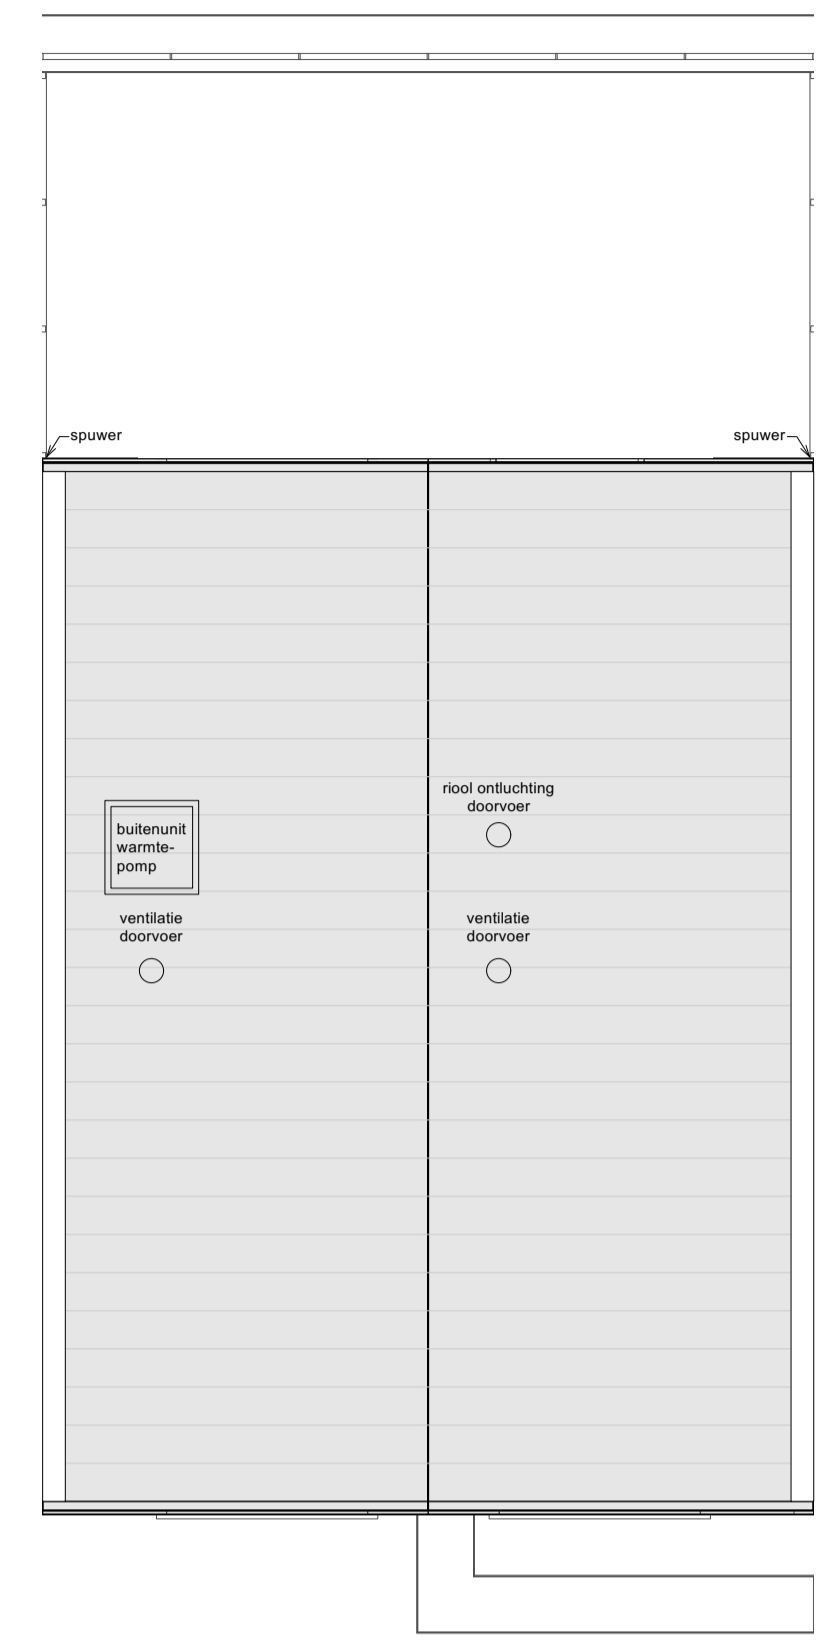 spuwer
spuwer
riool ontluchting
doorvoer
buitenunit
warmte-
pomp
ventilatie
doorvoer
ventilatie
doorvoer